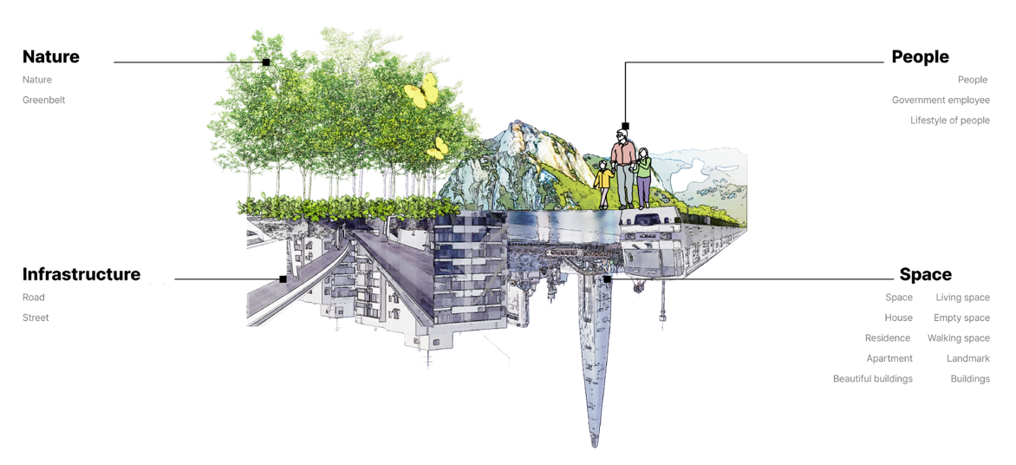 Nature
Nature
Greenbelt
People
People
Government employee
Lifestyle of people
Infrastructure
Road
Street
Space
Space Living space
House Empty space
Residence Walking space
Apartment Landmark
Beautiful buildings Buildings